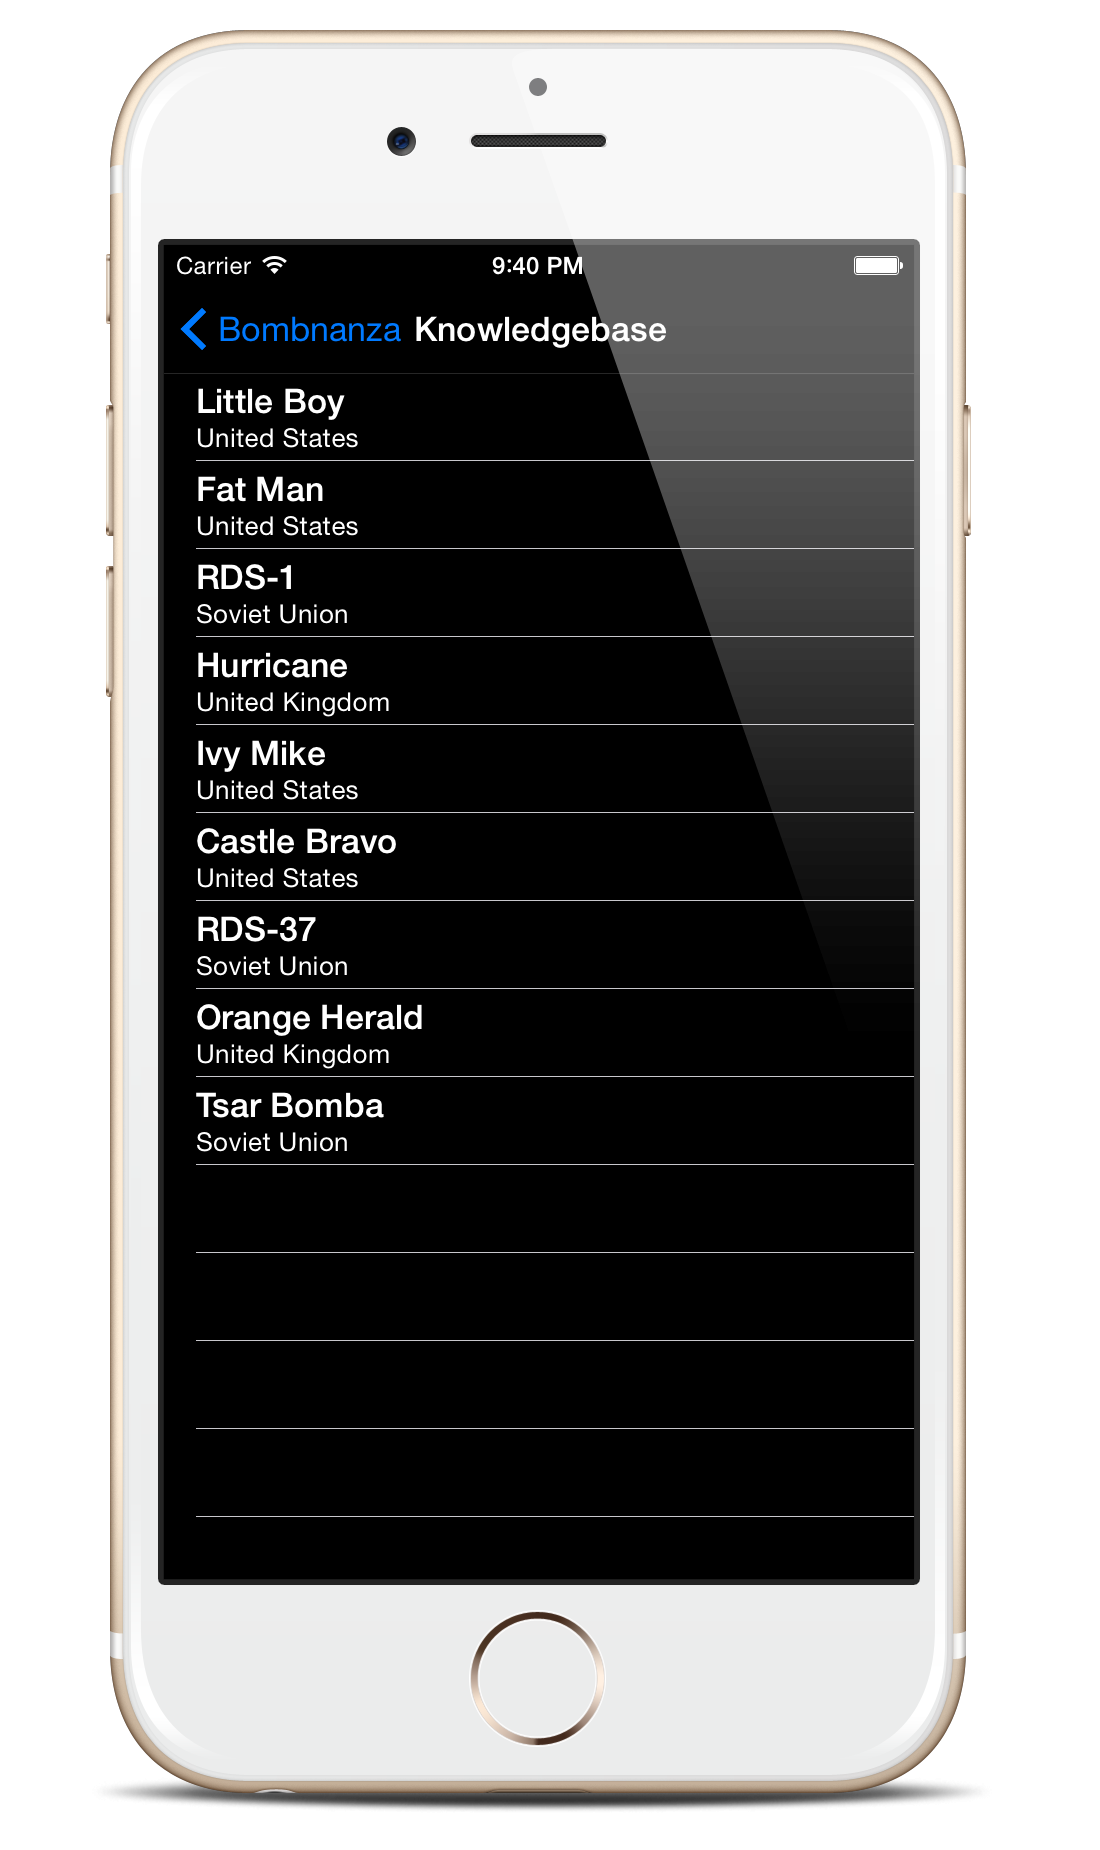 Carrier 9:40 PM
Bombnanza Knowledgebase
Little Boy
United States
Fat Man
United States
RDS-1
Soviet Union
Hurricane
United Kingdom
Ivy Mike
United States
Castle Bravo
United States
RDS-37
Soviet Union
Orange Herald
United Kingdom
Tsar Bomba
Soviet Union